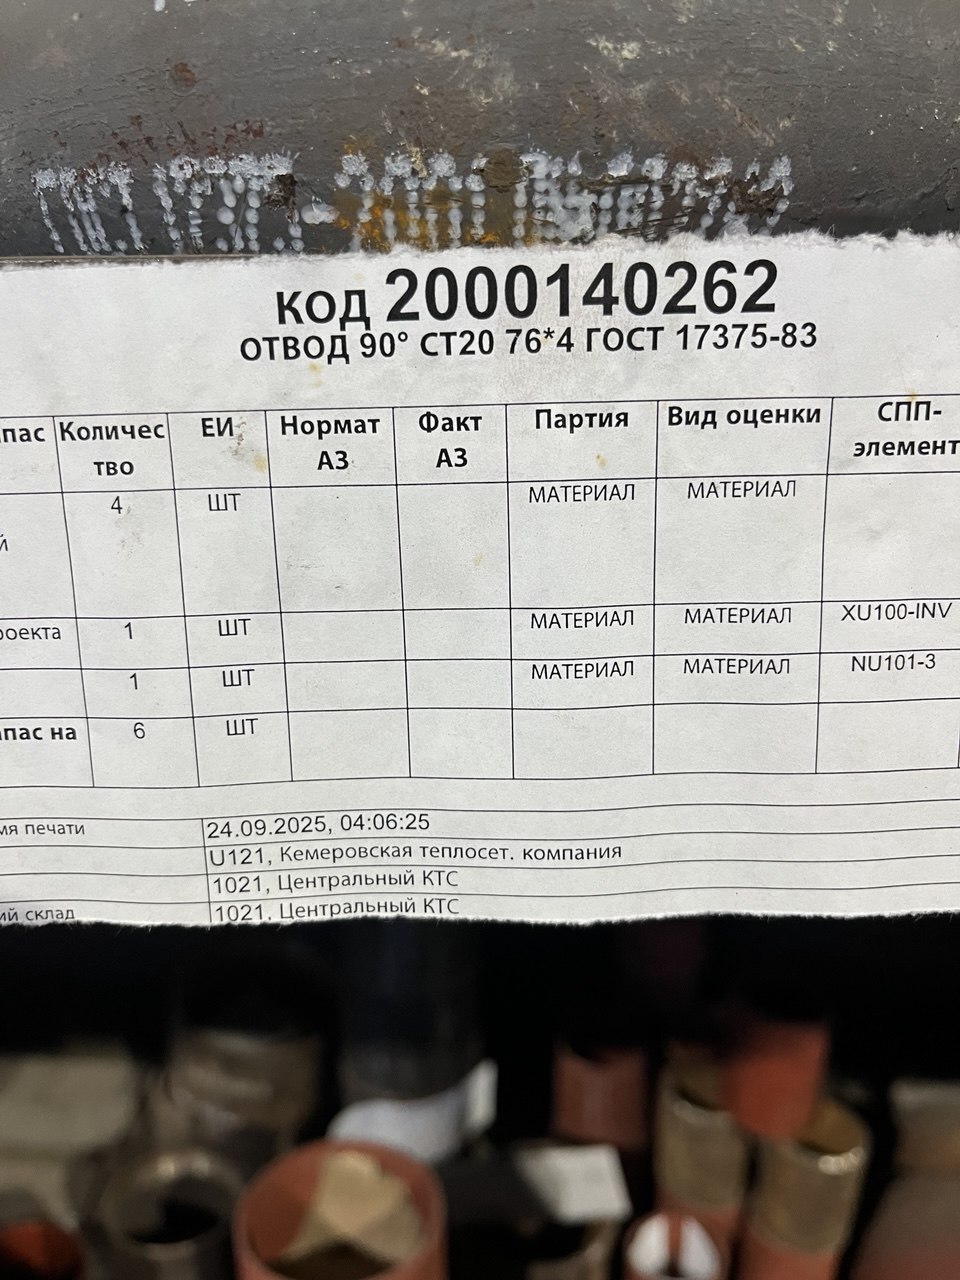 КОД 2000140262
ОТВОД 90° СТ20 76*4 ГОСТ 17375-83
пас Количес ЕИ Нормат Факт Партия Вид оценки СПП-
тво АЗ АЗ элемент
4 ШТ МАТЕРИАЛ МАТЕРИАЛ
й
роекта 1 ШТ МАТЕРИАЛ МАТЕРИАЛ XU100-INV
1 ШТ МАТЕРИАЛ МАТЕРИАЛ NU101-3
пас на 6 ШТ
мя печати 24.09.2025, 04:06:25
U121, Кемеровская теплосет. компания
1021, Центральный КТС
ий склад 1021, Центральный КТС